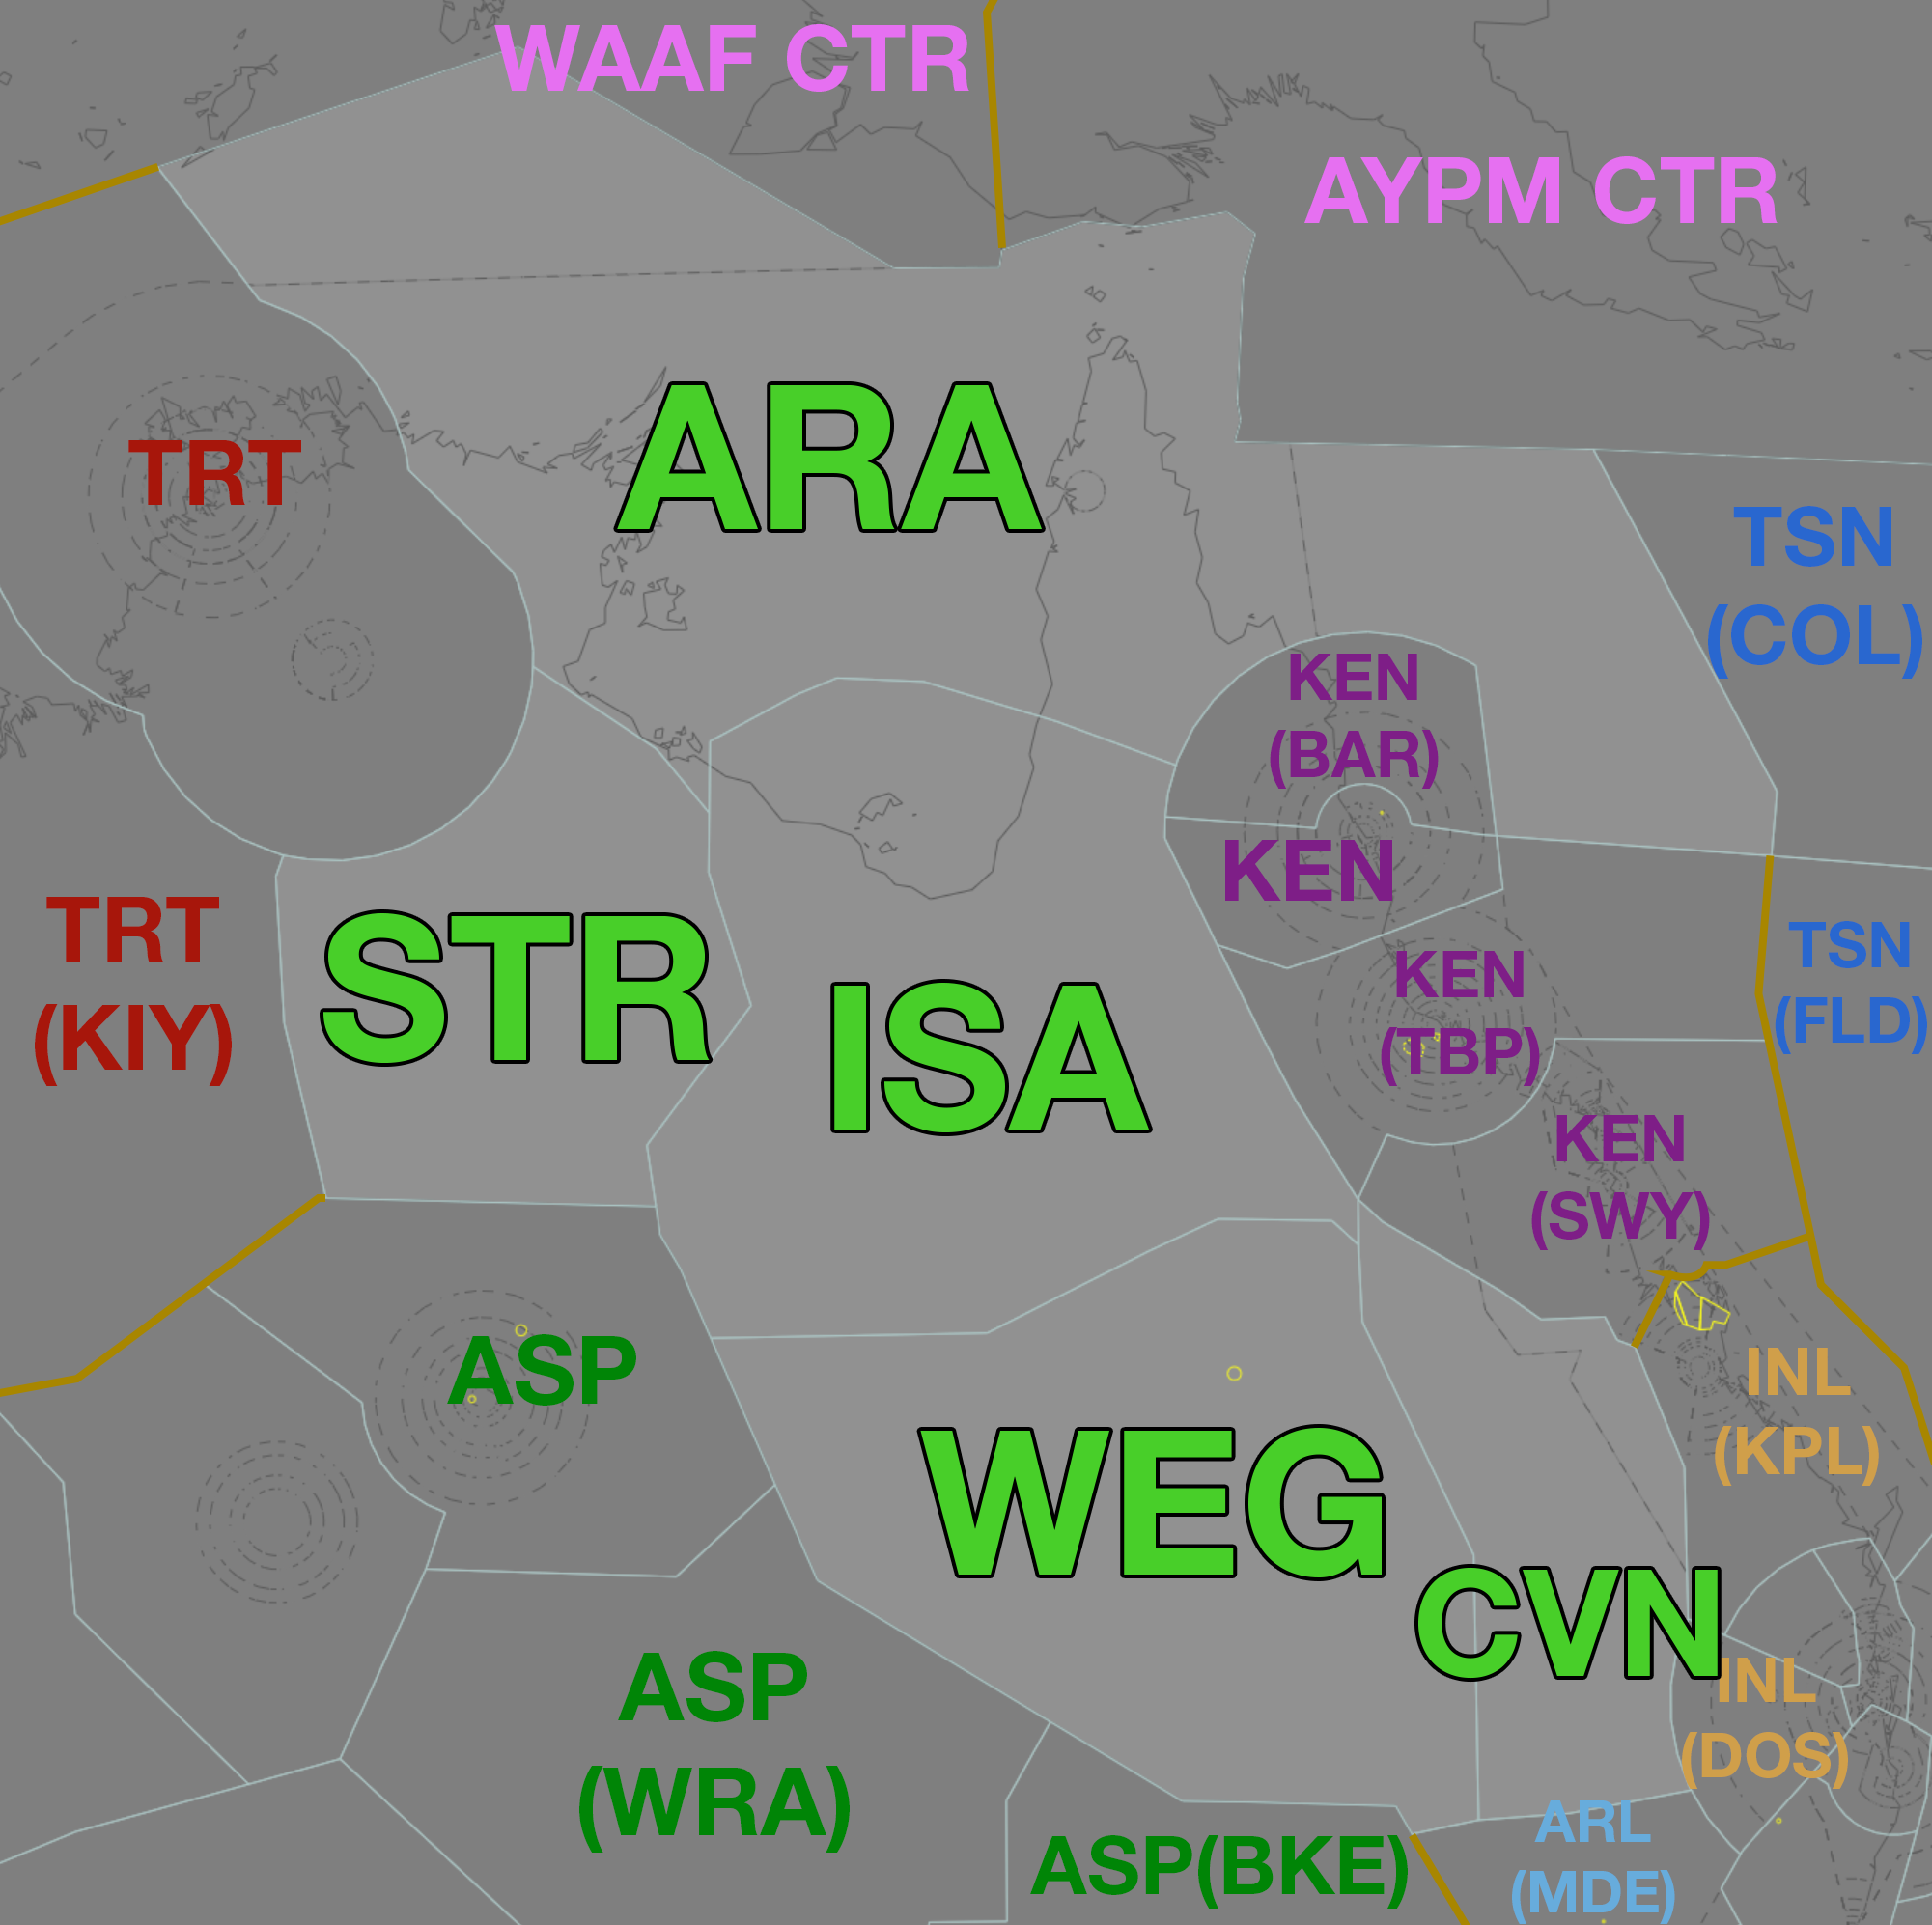 WAAF CTR
AYPM CTR
TRT
ARA
TSN
(COL)
KEN
(BAR)
KEN
TRT
(KIY)
STR
ISA
KEN
(TBP)
TSN
(FLD)
KEN
(SWY)
ASP
INL
(KPL)
WEG
CVN
ASP
(WRA)
INL
(DOS)
ASP(BKE)
ARL
(MDE)